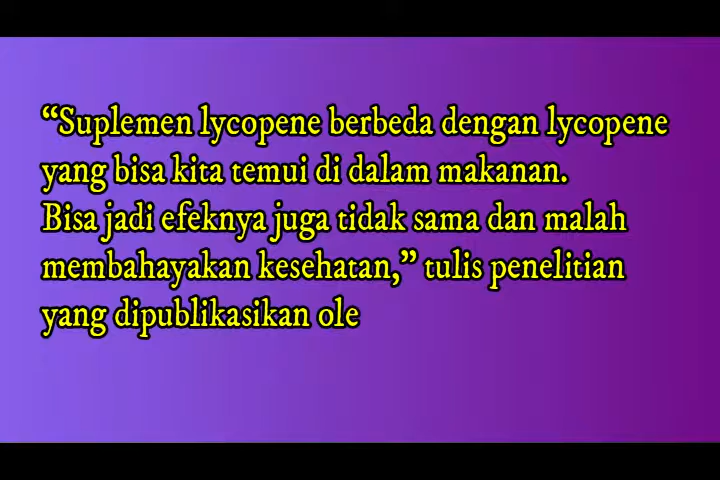 “Suplemen lycopene berbeda dengan lycopene
yang bisa kita temui di dalam makanan.
Bisa jadi efeknya juga tidak sama dan malah
membahayakan kesehatan,” tulis penelitian
yang dipublikasikan ole